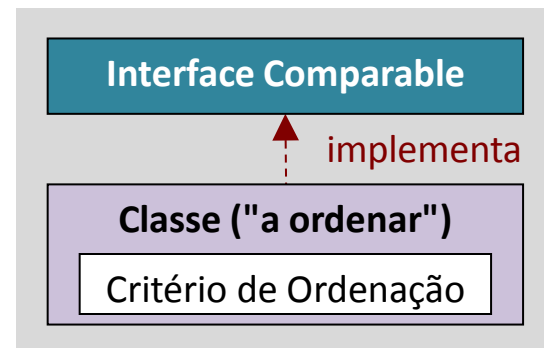 Interface Comparable
implementa
Classe ("a ordenar")
Critério de Ordenação